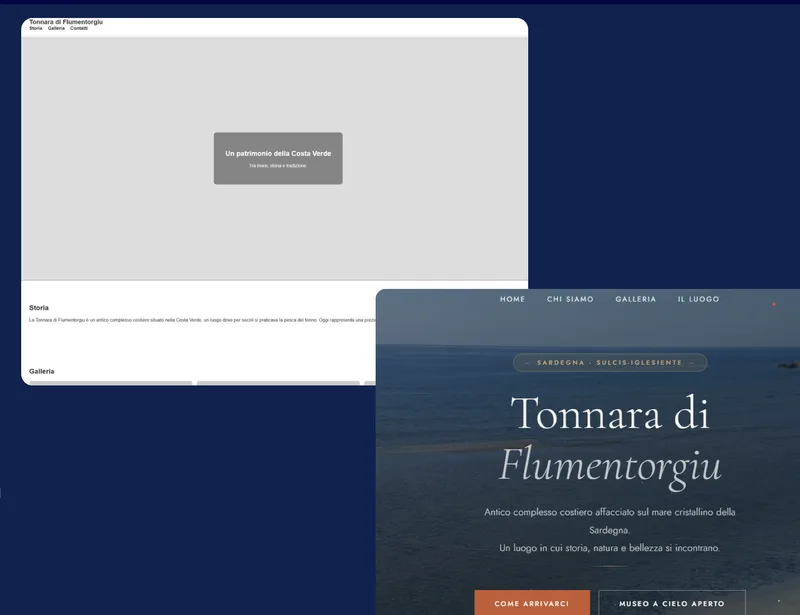 Tonnara di Flumentorgiu
Storia Galleria Contatti
Un patrimonio della Costa Verde
Tra mare, storia e tradizione
Storia
La Tonnara di Flumentorgiu è un antico complesso costiero situato nella Costa Verde, un luogo dove per secoli si praticava la pesca del tonno. Oggi rappresenta una
Galleria
HOME CHI SIAMO GALLERIA IL LUOGO
SARDEGNA · SULCIS-IGLESIENTE
Tonnara di
Flumentorgiu
Antico complesso costiero affacciato sul mare cristallino della
Sardegna.
Un luogo in cui storia, natura e bellezza si incontrano.
COME ARRIVARCI MUSEO A CIELO APERTO